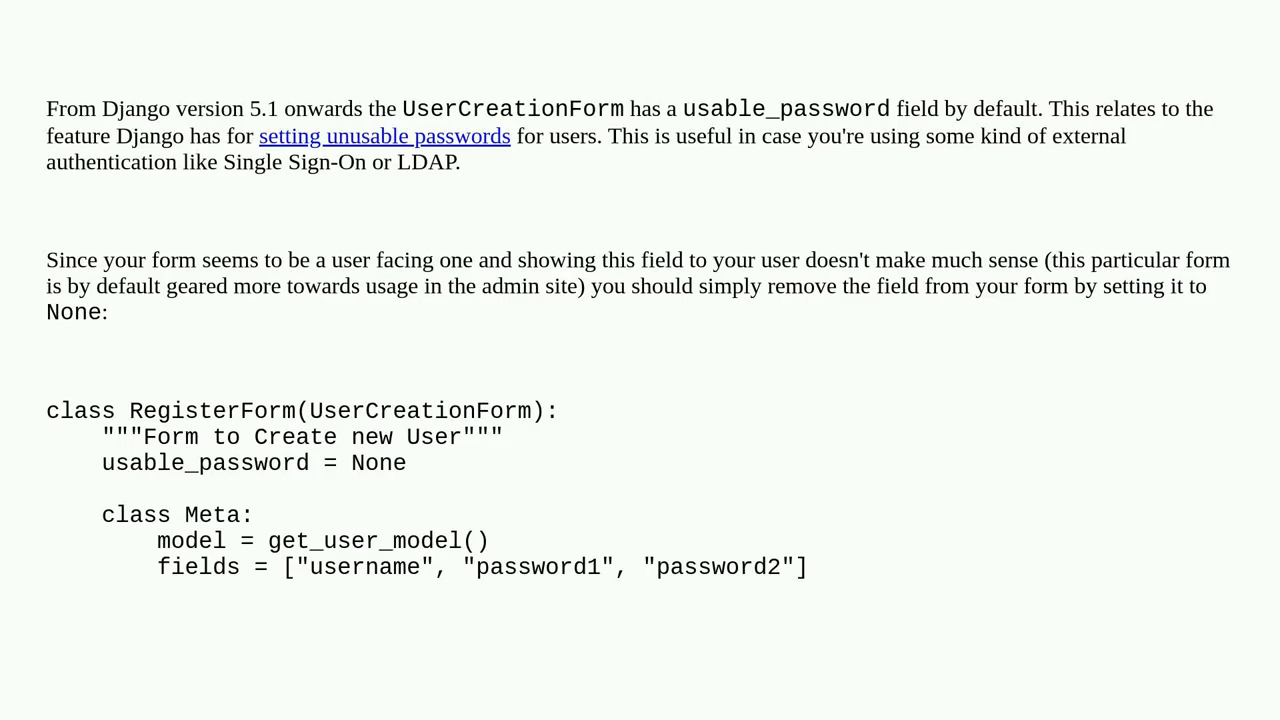 From Django version 5.1 onwards the UserCreationForm has a usable_password field by default. This relates to the
feature Django has for setting unusable passwords for users. This is useful in case you're using some kind of external
authentication like Single Sign-On or LDAP.
Since your form seems to be a user facing one and showing this field to your user doesn't make much sense (this particular form
is by default geared more towards usage in the admin site) you should simply remove the field from your form by setting it to
None:
class RegisterForm(UserCreationForm):
    """Form to Create new User"""
    usable_password = None
    class Meta:
        model = get_user_model()
        fields = ["username", "password1", "password2"]